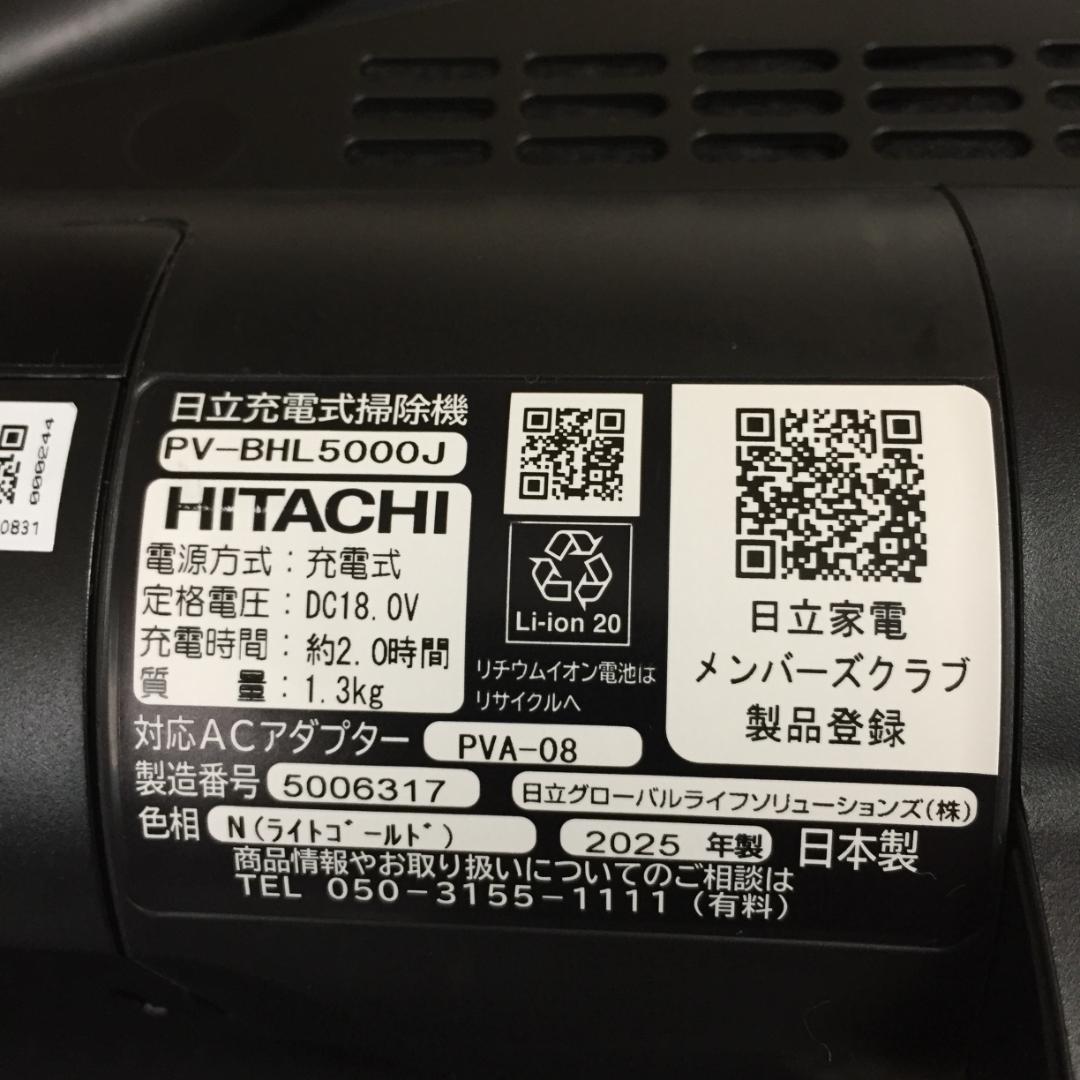 日立充電式掃除機
PV-BHL5000J
HITACHI
電源方式：充電式
定格電圧：DC18.0V
充電時間：約2.0時間
質量：1.3kg
Li-ion 20
リチウムイオン電池は
リサイクルへ
日立家電
メンバーズクラブ
製品登録
対応ACアダプター PVA-08
製造番号 5006317
日立グローバルライフソリューションズ(株)
色相 N(ﾗｲﾄｺﾞｰﾙﾄﾞ)
2025 年製 日本製
商品情報やお取り扱いについてのご相談は
TEL 050-3155-1111（有料）
000244
0831